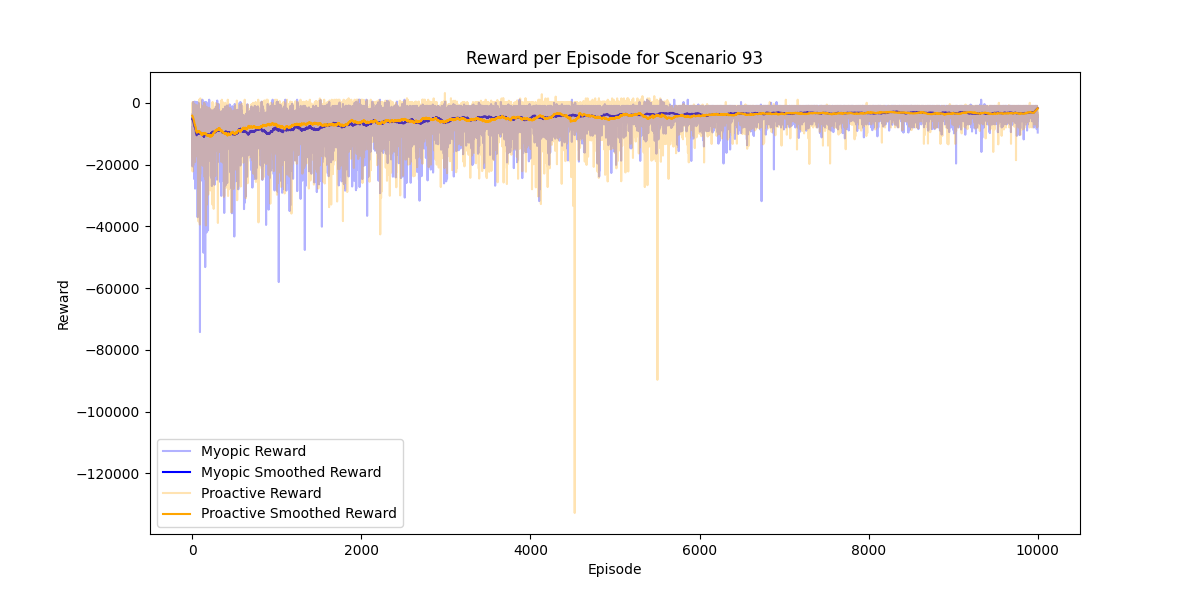 Reward per Episode for Scenario 93
0
−20000
−40000
−60000
−80000
−100000
−120000
Reward
Myopic Reward
Myopic Smoothed Reward
Proactive Reward
Proactive Smoothed Reward
0 2000 4000 6000 8000 10000
Episode